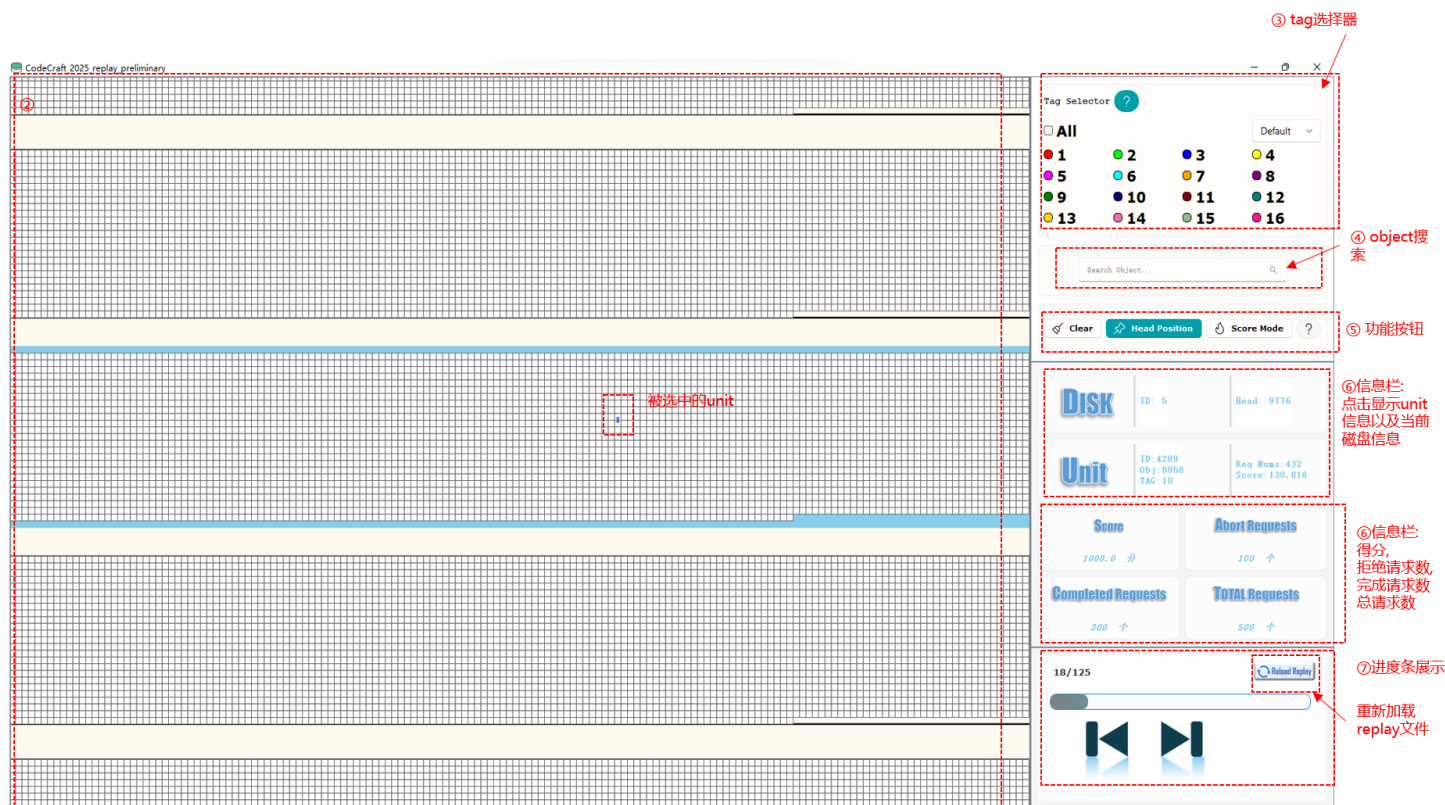 ③ tag选择器
CodeCraft_2025_replay_preliminary
②
Tag Selector ?
All
Default
1 2 3 4
5 6 7 8
9 10 11 12
13 14 15 16
④ object搜
索
Search Object...
Clear Head Position Score Mode ?
⑤ 功能按钮
被选中的unit
DISK
ID: 5
Head: 9776
⑥信息栏:
点击显示unit
信息以及当前
磁盘信息
Unit
ID:4289
Obj:8858
TAG:10
Req Nums:432
Score:130.816
Score
1000.0 分
Abort Requests
100 个
Completed Requests
200 个
TOTAL Requests
500 个
⑥信息栏:
得分,
拒绝请求数,
完成请求数
总请求数
18/125
Reload Replay
⑦进度条展示
重新加载
replay文件